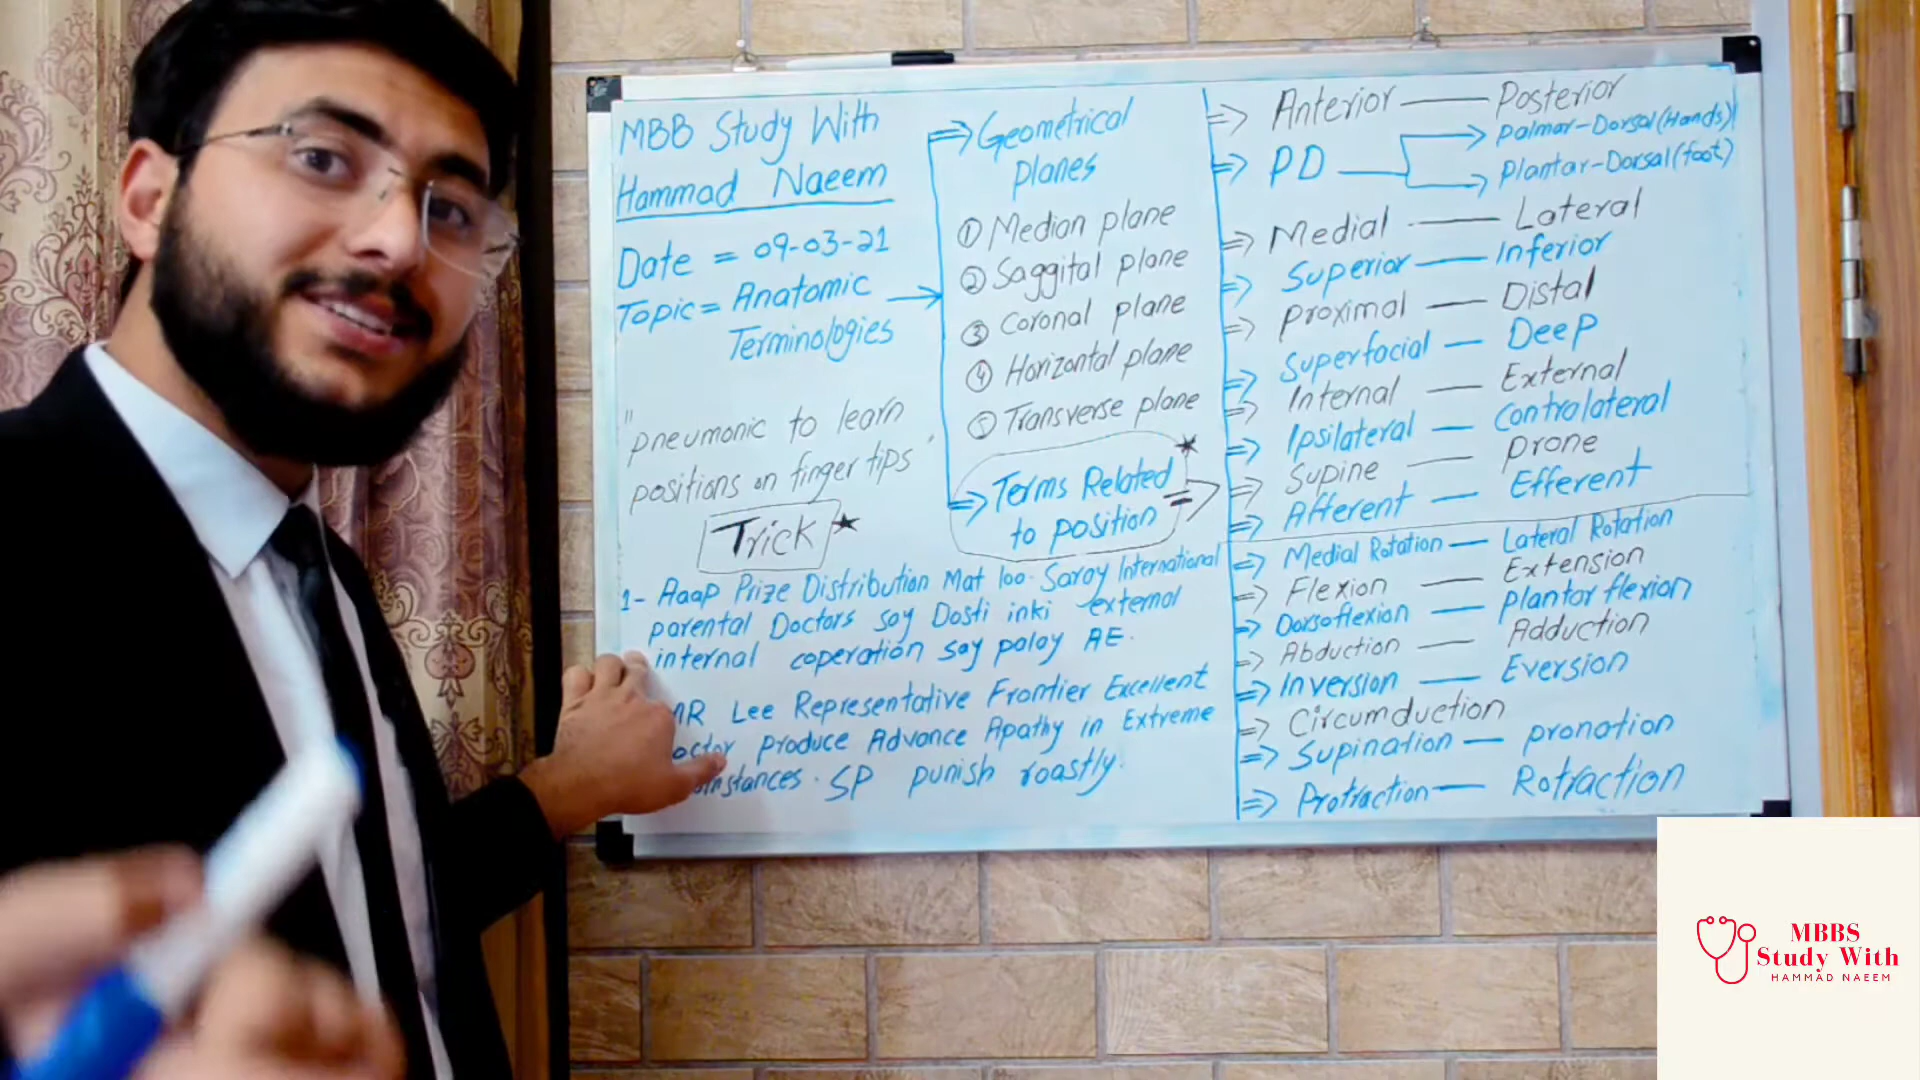 MBB Study With
Hammad Naeem
Date = 09-03-21
Topic = Anatomic
Terminologies
"pneumonic to learn
positions on finger tips"
Trick
1- Aaap Prize Distribution Mat loo. Saray International
parental Doctors say Dosti inki external
internal coperation say palay AE.
MR Lee Representative Frontier Excellent
octor produce Advance Apathy in Extreme
mstances. SP punish roastly.
⇒ Geometrical
planes
① Median plane
② Saggital plane
③ Coronal plane
④ Horizontal plane
⑤ Transverse plane
⇒ Terms Related
to position
⇒ Anterior — Posterior
⇒ PD
palmar-Dorsal (Hands)
plantar-Dorsal (foot)
⇒ Medial — Lateral
⇒ Superior — Inferior
⇒ proximal — Distal
⇒ Superfacial — Deep
⇒ Internal — External
⇒ Ipsilateral — Contralateral
⇒ Supine — prone
⇒ Afferent — Efferent
⇒ Medial Rotation — Lateral Rotation
⇒ Flexion — Extension
⇒ Dorsoflexion — plantar flexion
⇒ Abduction — Adduction
⇒ Inversion — Eversion
⇒ Circumduction
⇒ Supination — pronation
⇒ Protraction — Rotraction
MBBS
Study With
HAMMAD NAEEM